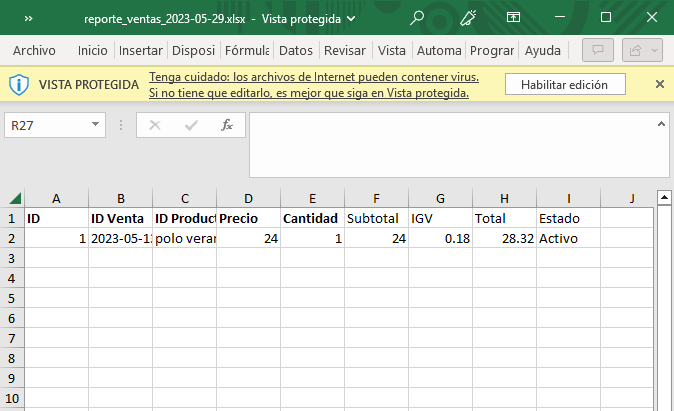 reporte_ventas_2023-05-29.xlsx - Vista protegida
Archivo Inicio Insertar Disposi Fórmula Datos Revisar Vista Automa Prograr Ayuda
VISTA PROTEGIDA Tenga cuidado: los archivos de Internet pueden contener virus.
Si no tiene que editarlo, es mejor que siga en Vista protegida.
Habilitar edición
R27 fx
A B C D E F G H I J
1 ID ID Venta ID Product Precio Cantidad Subtotal IGV Total Estado
2 1 2023-05-13 polo verar 24 1 24 0.18 28.32 Activo
3
4
5
6
7
8
9
10